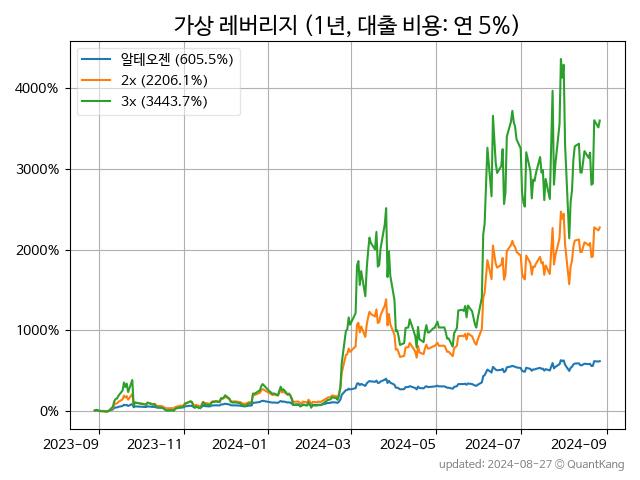 가상 레버리지 (1년, 대출 비용: 연 5%)
알테오젠 (605.5%)
2x (2206.1%)
3x (3443.7%)
4000%
3000%
2000%
1000%
0%
2023-09 2023-11 2024-01 2024-03 2024-05 2024-07 2024-09
updated: 2024-08-27 © QuantKang